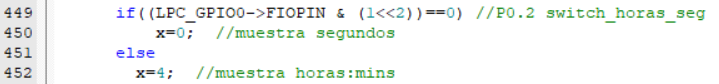 449 if((LPC_GPIO0->FIOPIN & (1<<2))==0) //P0.2 switch_horas_seg
450 x=0; //muestra segundos
451 else
452 x=4; //muestra horas:mins